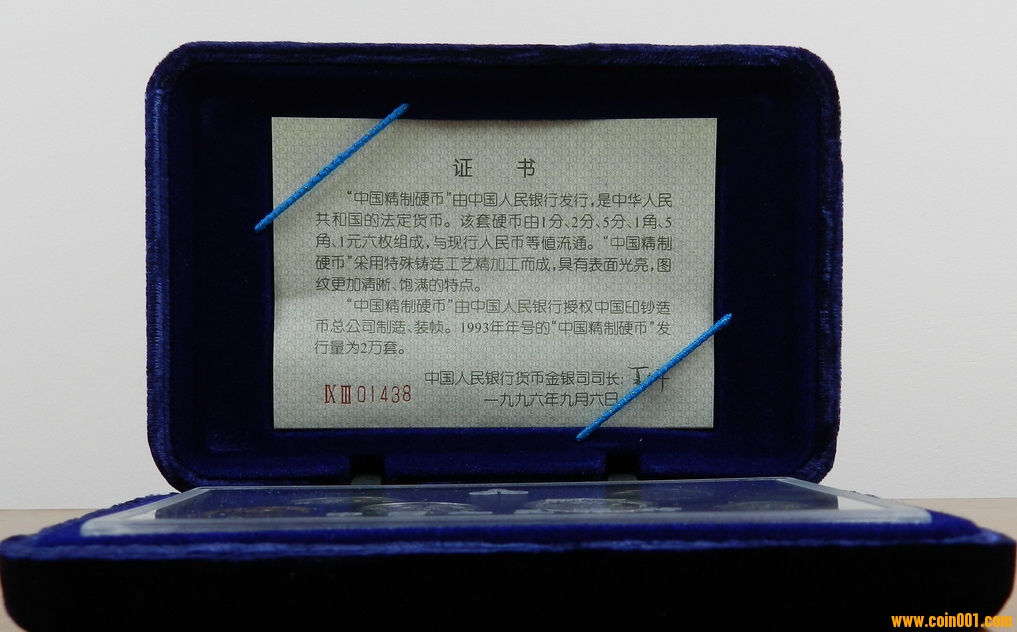 证 书
“中国精制硬币”由中国人民银行发行,是中华人民
共和国的法定货币。该套硬币由1分、2分、5分、1角、5
角、1元六枚组成,与现行人民币等值流通。“中国精制
硬币”采用特殊铸造工艺精加工而成,具有表面光亮,图
纹更加清晰、饱满的特点。
“中国精制硬币”由中国人民银行授权中国印钞造
币总公司制造、装帧。1993年年号的“中国精制硬币”发
行量为2万套。
中国人民银行货币金银司司长:
一九九六年九月六日
ⅨⅢ01438
www.coin001.com